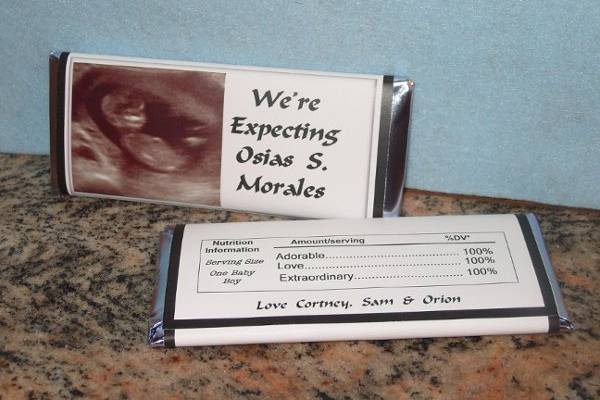 We're
Expecting
Osias S.
Morales
Nutrition
Information
Serving Size
One Baby
Boy
Amount/serving %DV*
Adorable.................................... 100%
Love.......................................... 100%
Extraordinary............................ 100%
Love Cortney, Sam & Orion